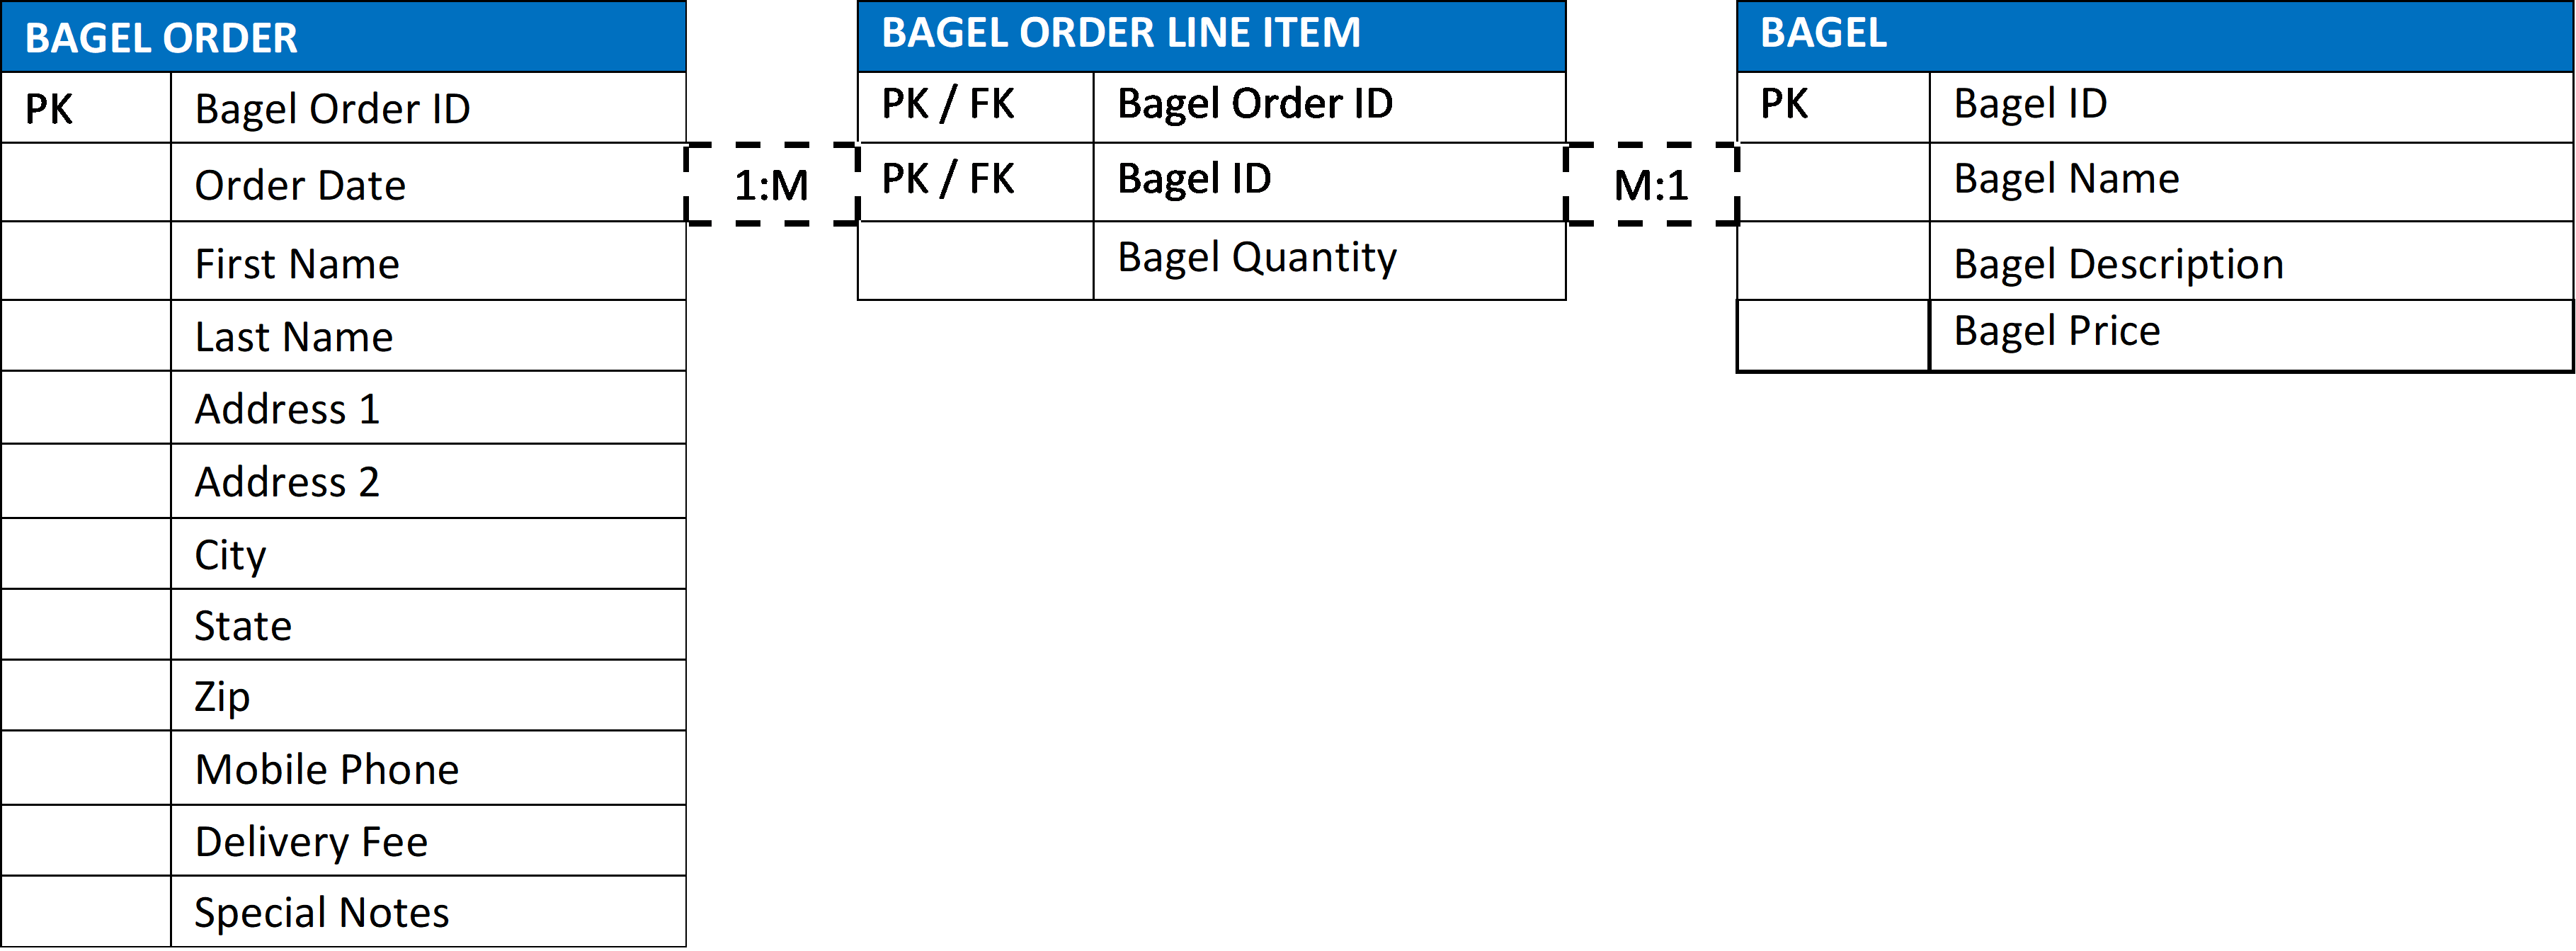 BAGEL ORDER
PK Bagel Order ID
Order Date
First Name
Last Name
Address 1
Address 2
City
State
Zip
Mobile Phone
Delivery Fee
Special Notes
1:M
BAGEL ORDER LINE ITEM
PK / FK Bagel Order ID
PK / FK Bagel ID
Bagel Quantity
M:1
BAGEL
PK Bagel ID
Bagel Name
Bagel Description
Bagel Price